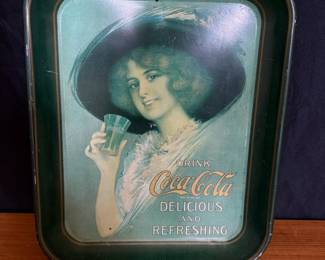 DRINK
Coca-Cola
DELICIOUS
AND
REFRESHING